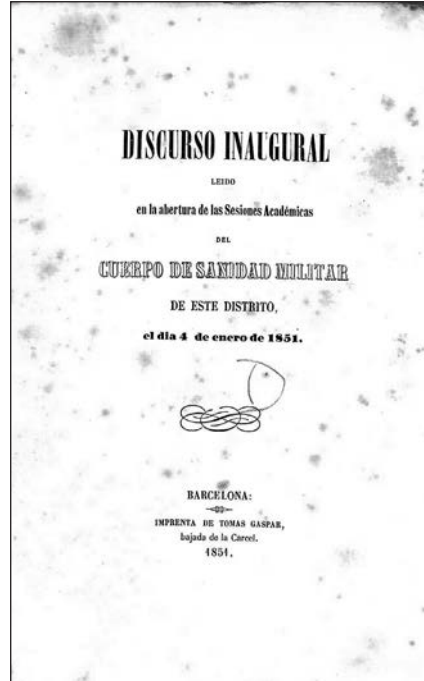 DISCURSO INAUGURAL
LEIDO
en la abertura de las Sesiones Académicas
DEL
CUERPO DE SANIDAD MILITAR
DE ESTE DISTRITO,
el dia 4 de enero de 1851.
BARCELONA:
IMPRENTA DE TOMAS GASPAR,
bajada de la Carcel.
1851.